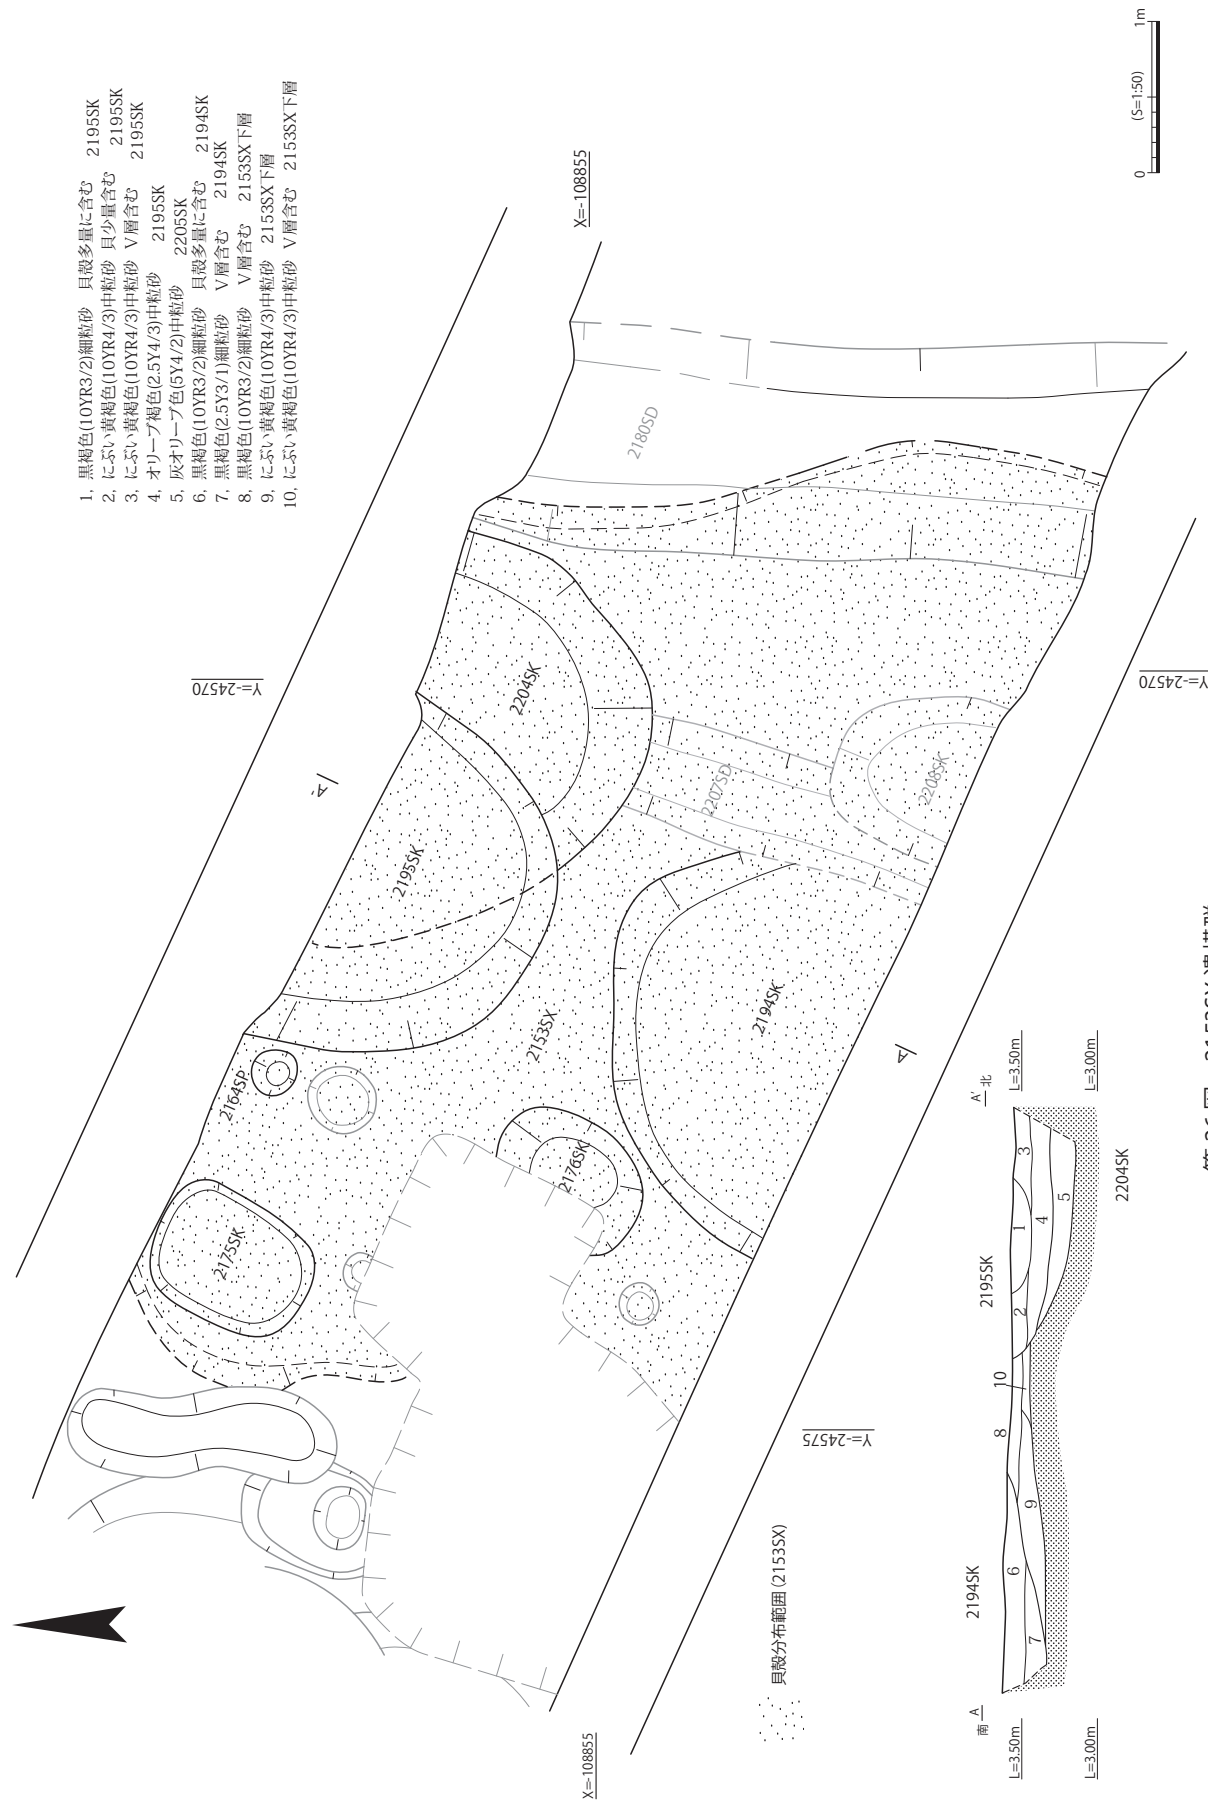 1. 黒褐色(10YR3/2)細粒砂　貝殻多量に含む　2195SK
2. にぶい黄褐色(10YR4/3)中粒砂　貝少量含む　2195SK
3. にぶい黄褐色(10YR4/3)中粒砂　Ⅴ層含む　2195SK
4. オリーブ褐色(2.5Y4/3)中粒砂　2195SK
5. 灰オリーブ色(5Y4/2)中粒砂　2205SK
6. 黒褐色(10YR3/2)細粒砂　貝殻多量に含む　2194SK
7. 黒褐色(2.5Y3/1)細粒砂　Ⅴ層含む　2194SK
8. 黒褐色(10YR3/2)細粒砂　Ⅴ層含む　2153SX下層
9. にぶい黄褐色(10YR4/3)中粒砂　2153SX下層
10. にぶい黄褐色(10YR4/3)中粒砂　Ⅴ層含む　2153SX下層
0 (S=1:50) 1m
X=-108855
Y=-24570
Y=-24570
2180SD
2204SK
A'
2195SK
2207SD
2208SK
2153SX
2194SK
A
2164SP
2175SK
2176SK
Y=-24575
X=-108855
貝殻分布範囲(2153SX)
南 A
A' 北
L=3.50m
L=3.00m
L=3.50m
L=3.00m
2194SK
2195SK
2204SK
6
7
8
9
10
2
1
3
4
5